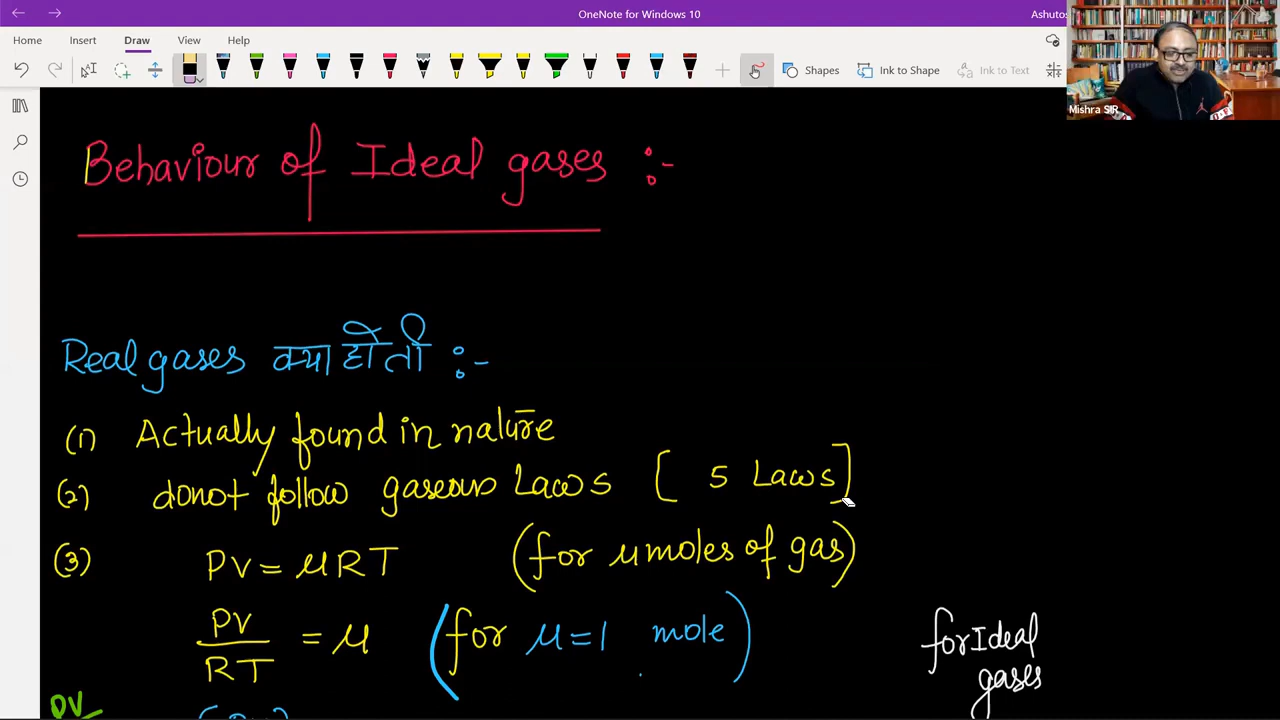 OneNote for Windows 10
Ashutos
Home Insert Draw View Help
Shapes Ink to Shape Ink to Text
Mishra SIR
Behaviour of Ideal gases :-
Real gases क्या होती :-
(1) Actually found in nature
(2) donot follow gaseous Laws [ 5 Laws]
(3) PV = μRT (for μ moles of gas)
PV/RT = μ (for μ=1 mole)
for Ideal
gases
PV